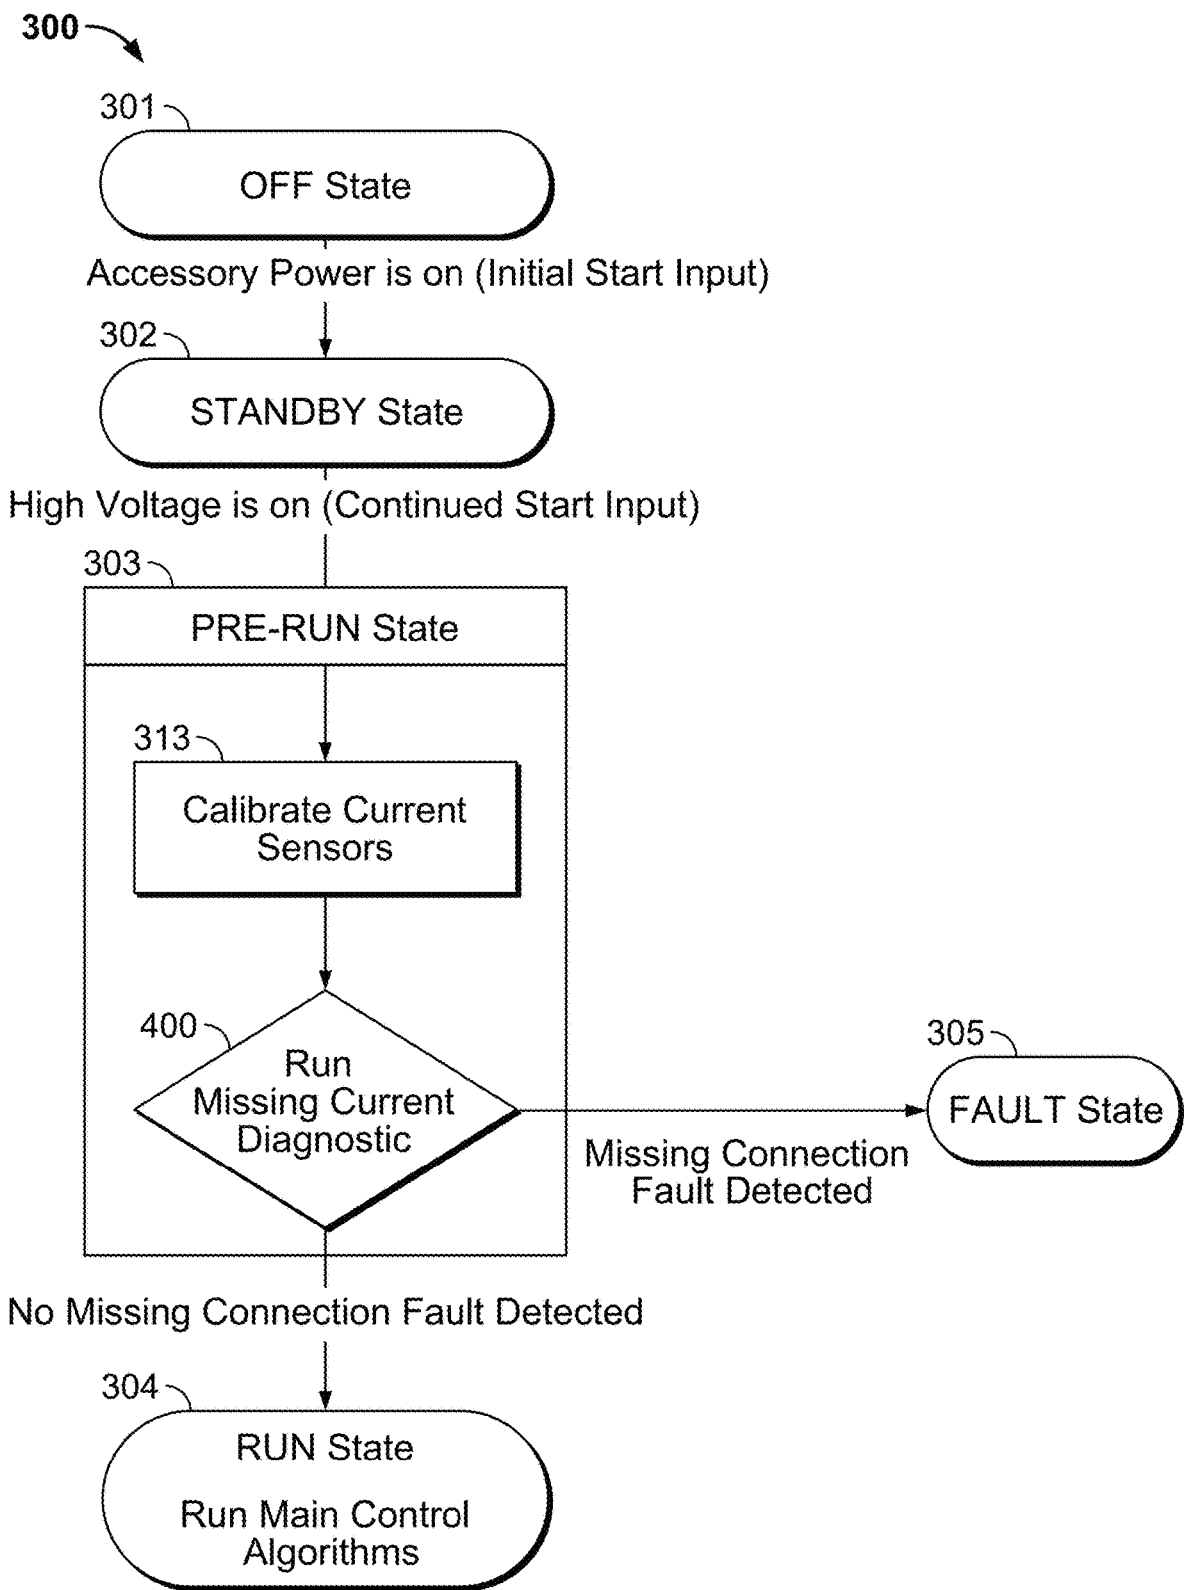 300
301
OFF State
Accessory Power is on (Initial Start Input)
302
STANDBY State
High Voltage is on (Continued Start Input)
303
PRE-RUN State
313
Calibrate Current
Sensors
400
Run
Missing Current
Diagnostic
305
FAULT State
Missing Connection
Fault Detected
No Missing Connection Fault Detected
304
RUN State
Run Main Control
Algorithms